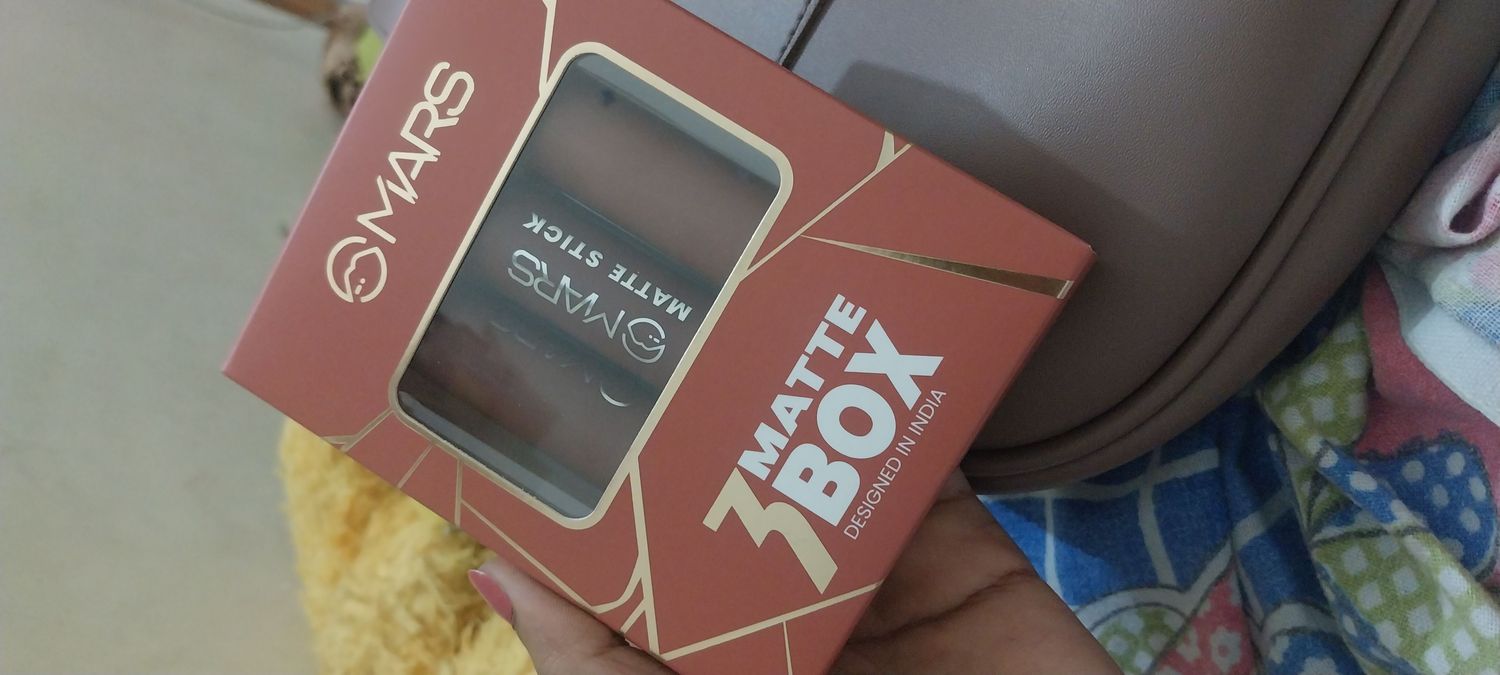 MARS
MARS
MATTE STICK
3 MATTE
BOX
DESIGNED IN INDIA